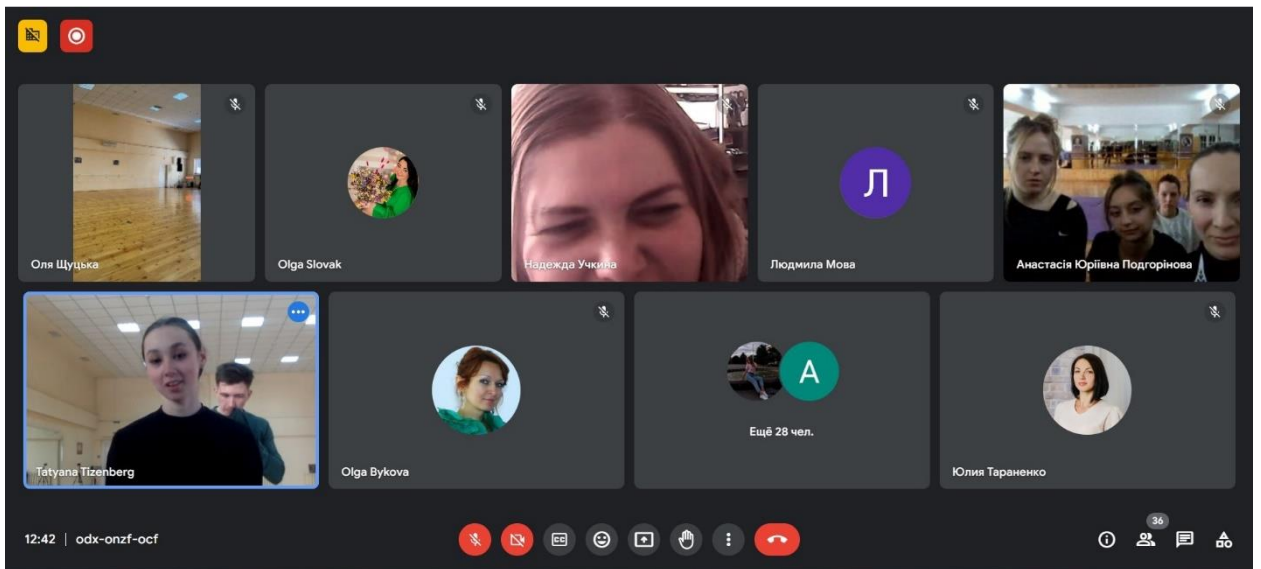 Оля Щуцька
Olga Slovak
Надежда Учкина
Л
Людмила Мова
Анастасія Юріївна Подгорінова
Tatyana Tizenberg
Olga Bykova
А
Ещё 28 чел.
Юлия Тараненко
12:42 | odx-onzf-ocf
CC
36